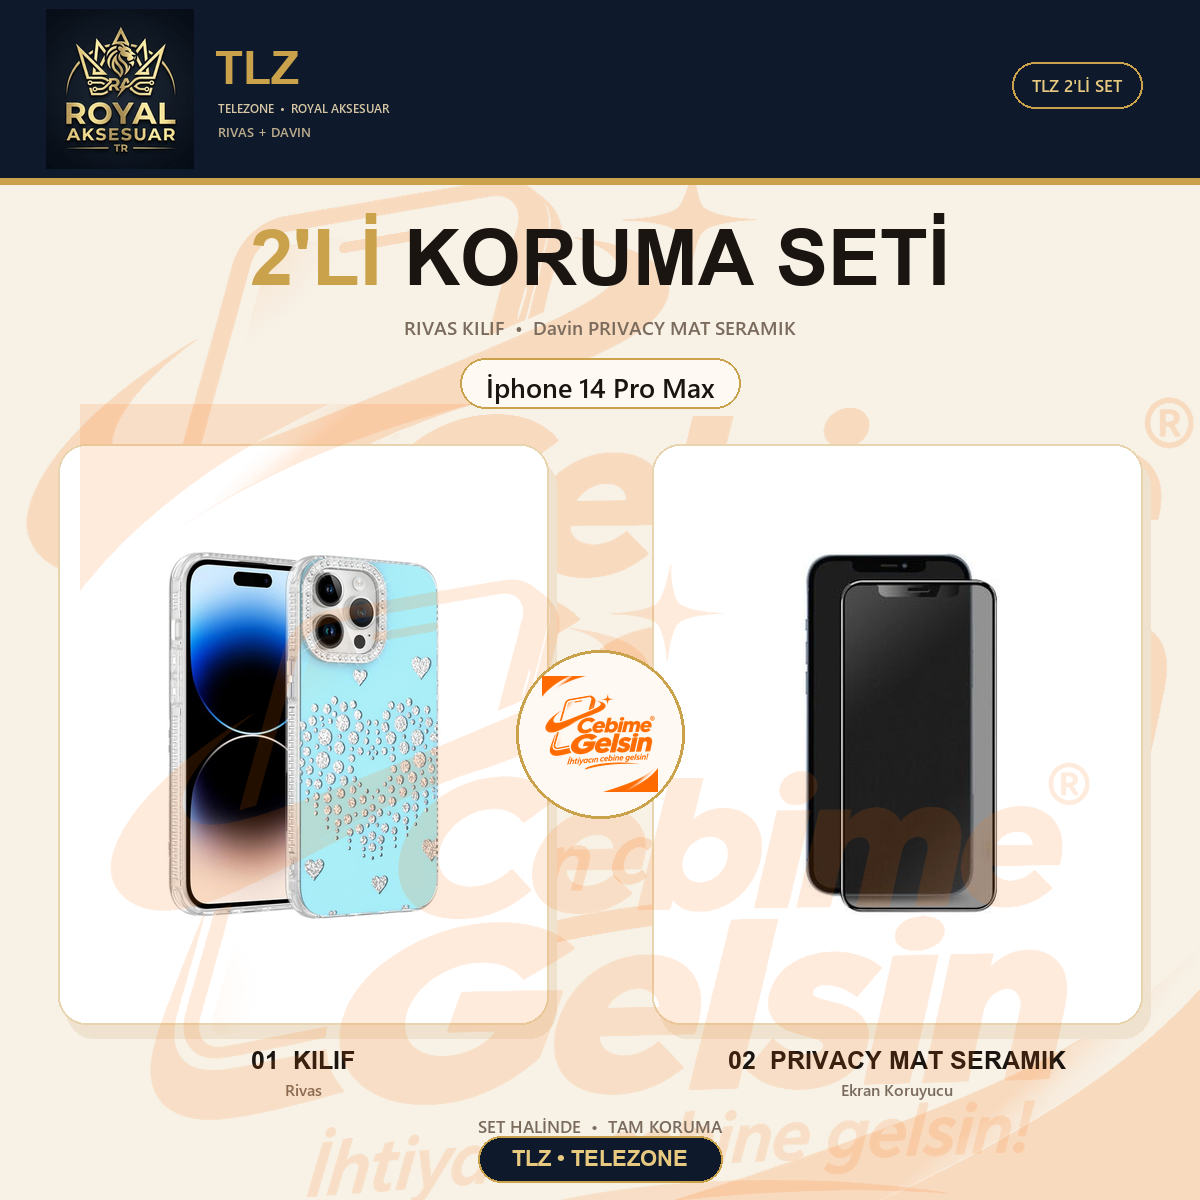 ROYAL
AKSESUAR
TR
TLZ
TELEZONE • ROYAL AKSESUAR
RIVAS + DAVIN
TLZ 2'Lİ SET
2'Lİ KORUMA SETİ
RIVAS KILIF • Davin PRIVACY MAT SERAMIK
İphone 14 Pro Max
Cebime®
Gelsin
İhtiyacın cebine gelsin!
01 KILIF
Rivas
02 PRIVACY MAT SERAMIK
Ekran Koruyucu
SET HALİNDE • TAM KORUMA
TLZ • TELEZONE
Cebime®
Gelsin